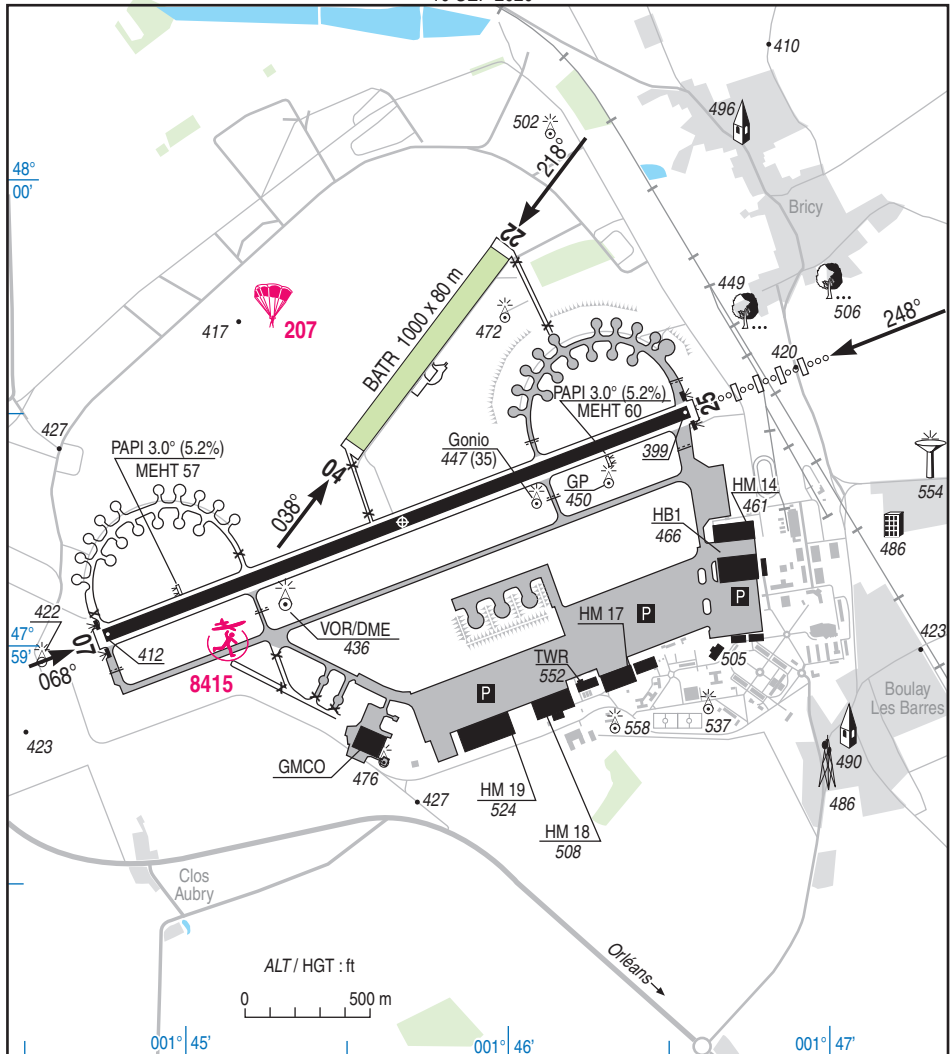 410
496
502
218°
48°
00'
22
Bricy
BATR 1000 x 80 m
449
...
506
...
207
417
472
248°
420
PAPI 3.0° (5.2%)
MEHT 60
25
427
PAPI 3.0° (5.2%)
MEHT 57
Gonio
447 (35)
399
04
GP
450
HM 14
461
554
038°
HB1
466
486
422
VOR/DME
436
HM 17
P
P
07
47°
59'
412
423
068°
8415
TWR
552
505
Boulay
Les Barres
P
558
537
423
GMCO
476
490
HM 19
524
486
427
HM 18
508
Clos
Aubry
ALT / HGT : ft
Orléans
0
500 m
001° 45'
001° 46'
001° 47'